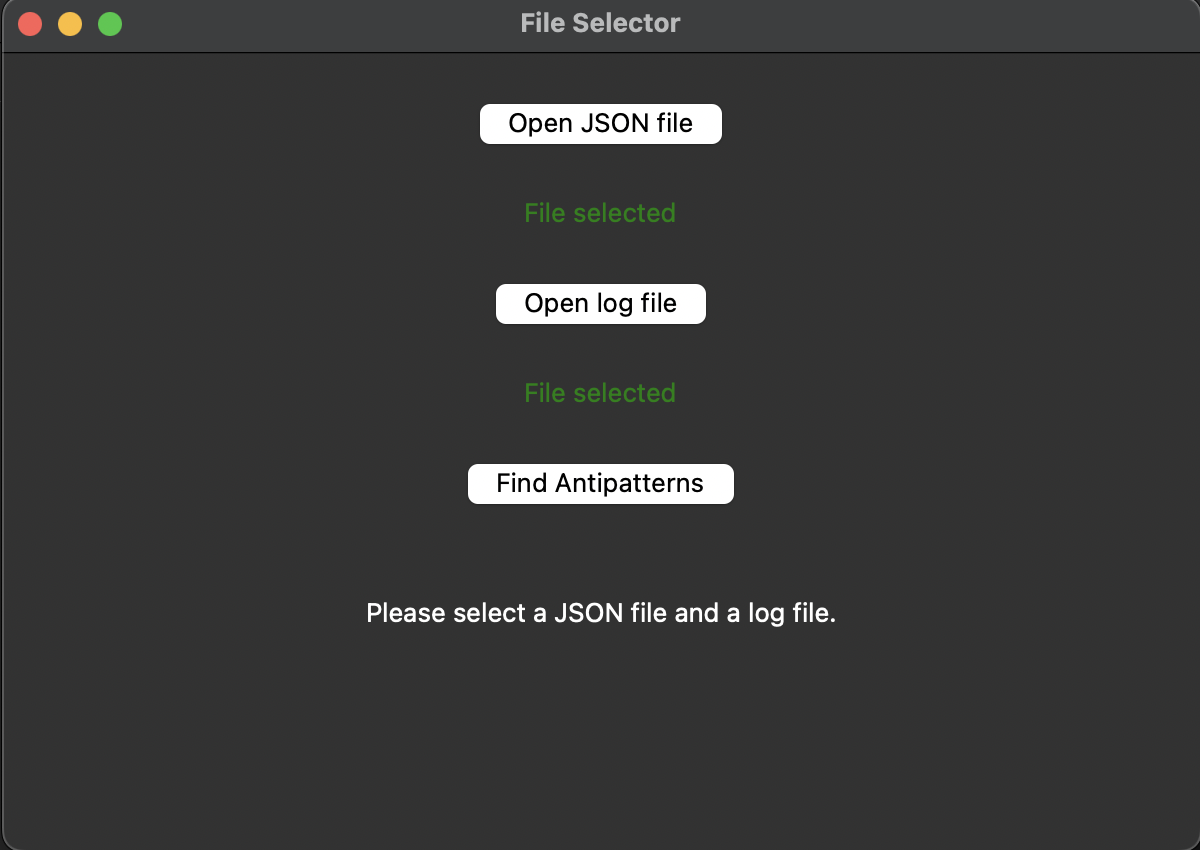 File Selector
Open JSON file
File selected
Open log file
File selected
Find Antipatterns
Please select a JSON file and a log file.